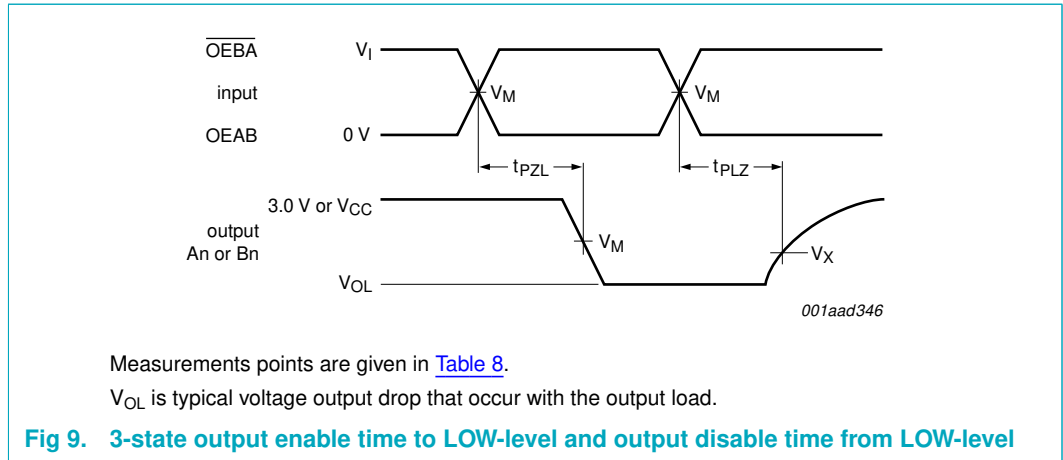 OEBA
V_I
input
V_M
V_M
OEAB
0 V
t_PZL
t_PLZ
3.0 V or V_CC
output
An or Bn
V_M
V_X
V_OL
001aad346
Measurements points are given in Table 8.
V_OL is typical voltage output drop that occur with the output load.
Fig 9. 3-state output enable time to LOW-level and output disable time from LOW-level